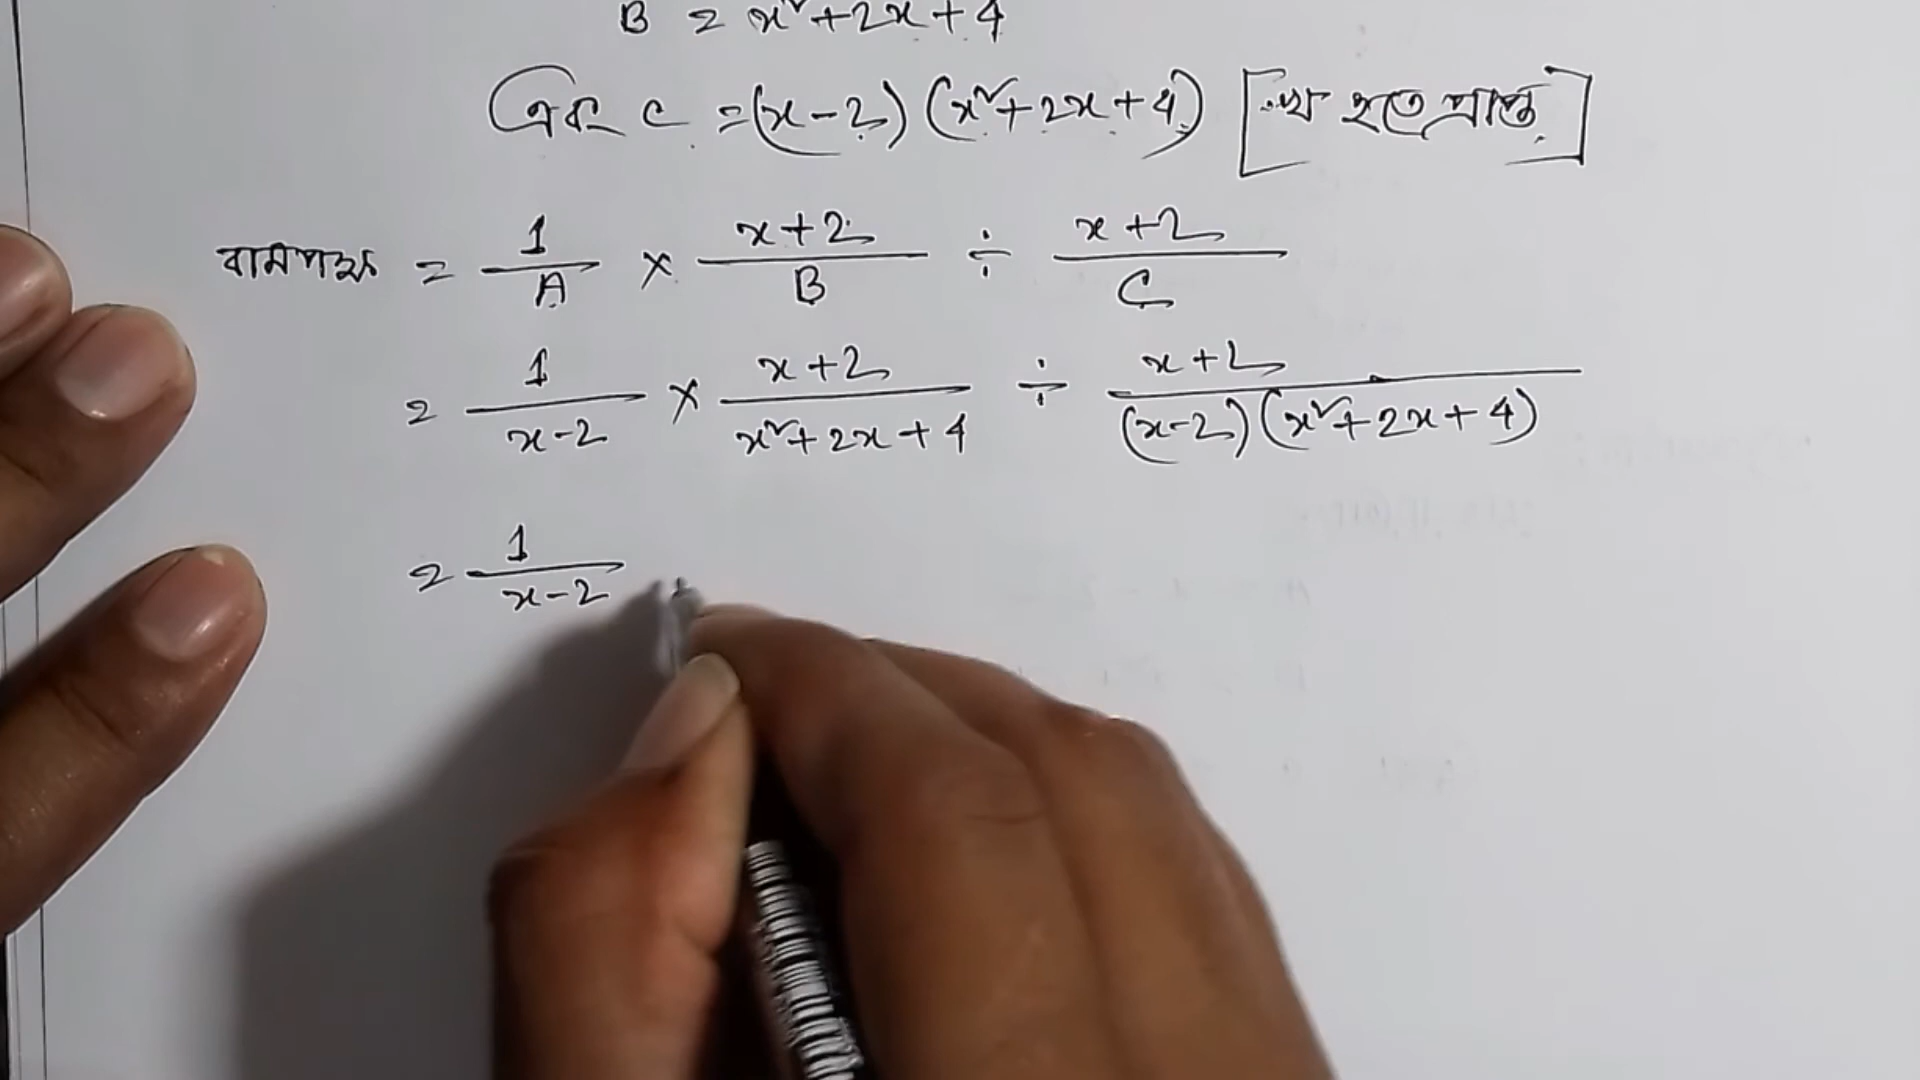 B = x² + 2x + 4
এবং C = (x-2) (x² + 2x + 4) [খ হতে প্রাপ্ত]
বামপক্ষ = 1/A × x+2/B ÷ x+2/C
= 1/x-2 × x+2/x²+2x+4 ÷ x+2/(x-2)(x²+2x+4)
= 1/x-2